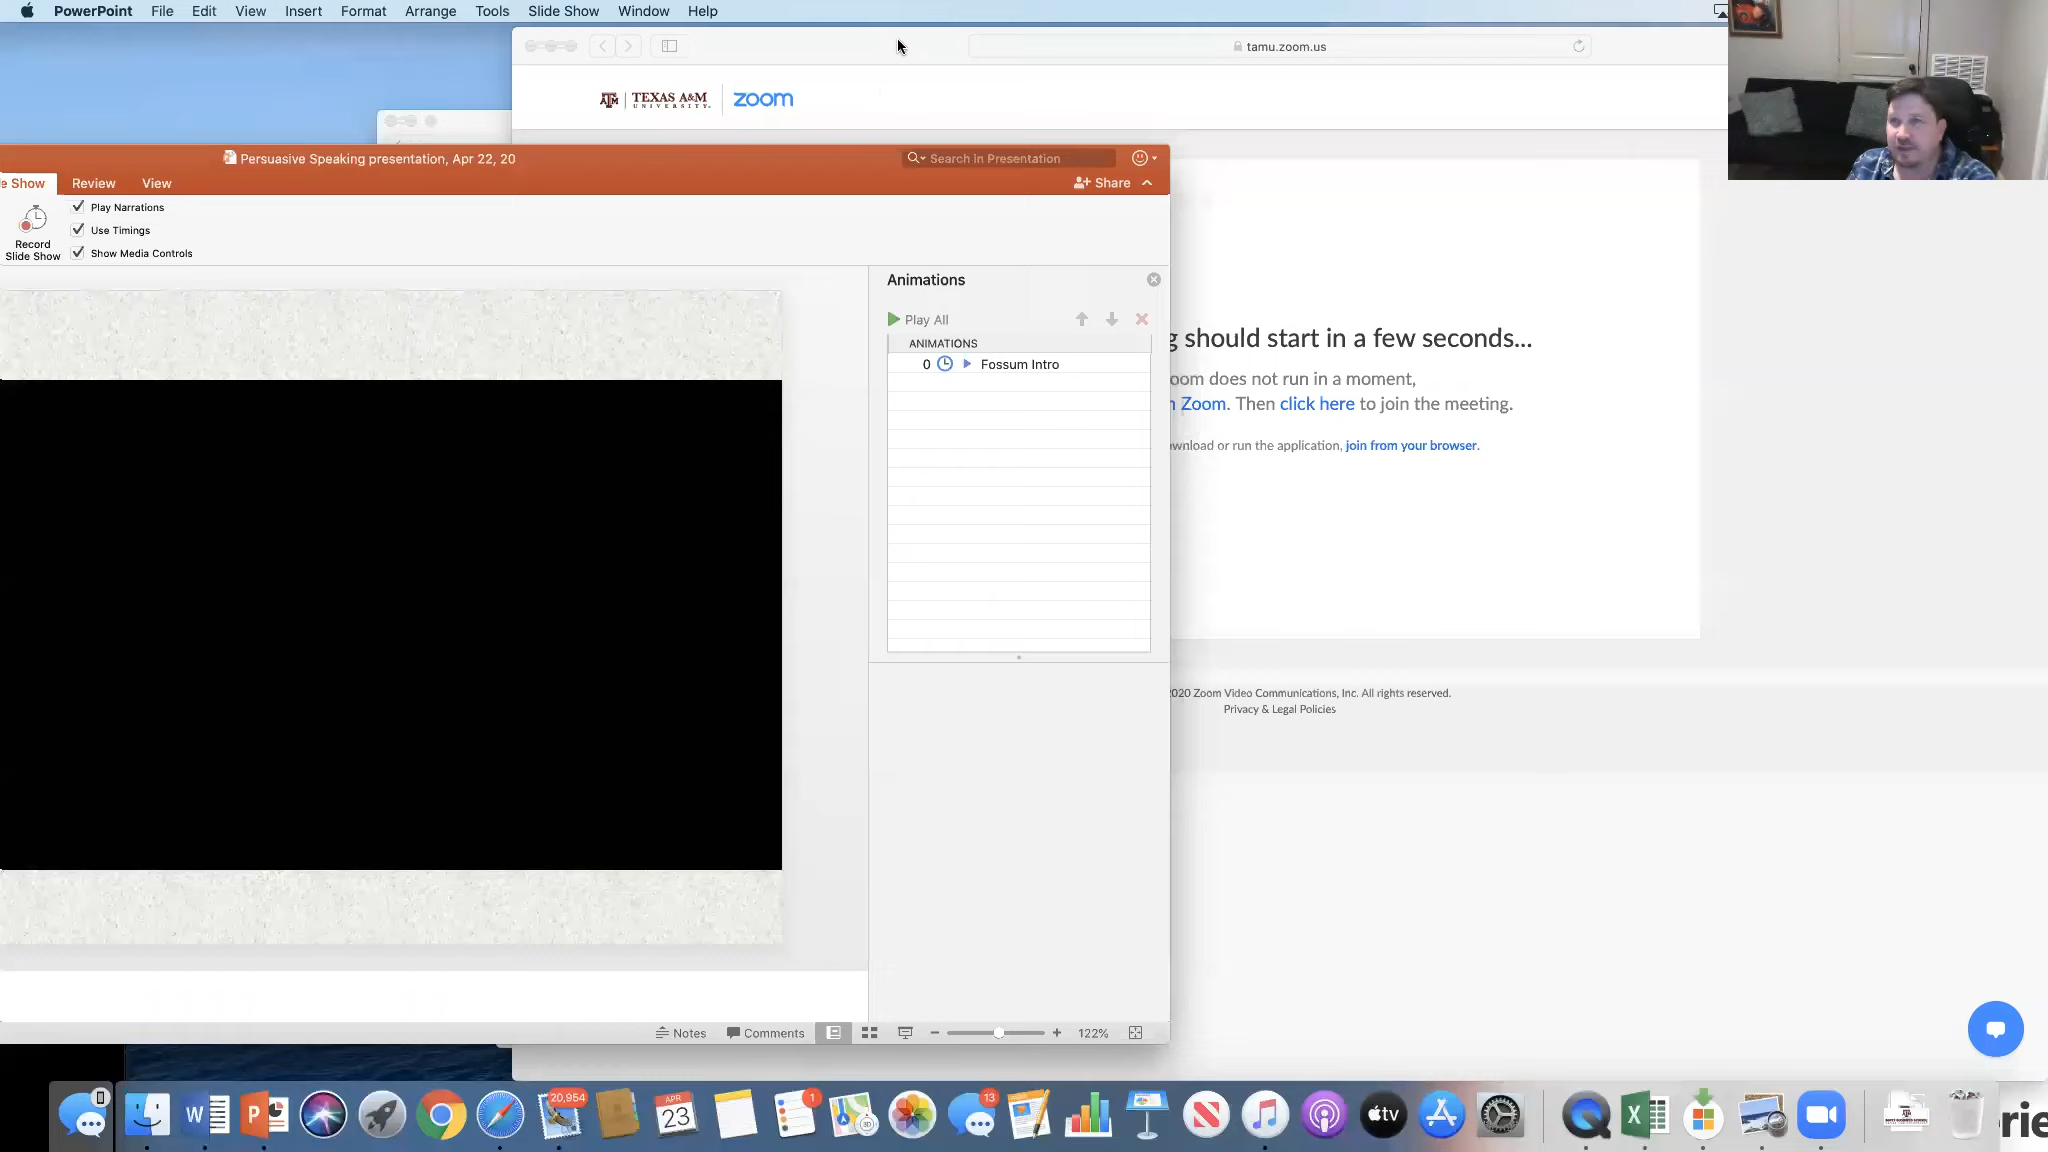 PowerPoint File Edit View Insert Format Arrange Tools Slide Show Window Help
tamu.zoom.us
TEXAS A&M UNIVERSITY zoom
Persuasive Speaking presentation, Apr 22, 20
Search in Presentation
e Show Review View
Share
Play Narrations
Use Timings
Show Media Controls
Record
Slide Show
Animations
Play All
ANIMATIONS
0 Fossum Intro
g should start in a few seconds...
oom does not run in a moment,
n Zoom. Then click here to join the meeting.
wnload or run the application, join from your browser.
2020 Zoom Video Communications, Inc. All rights reserved.
Privacy & Legal Policies
Notes Comments 122%
20,954
APR
23
1
3D
13
tv
rie